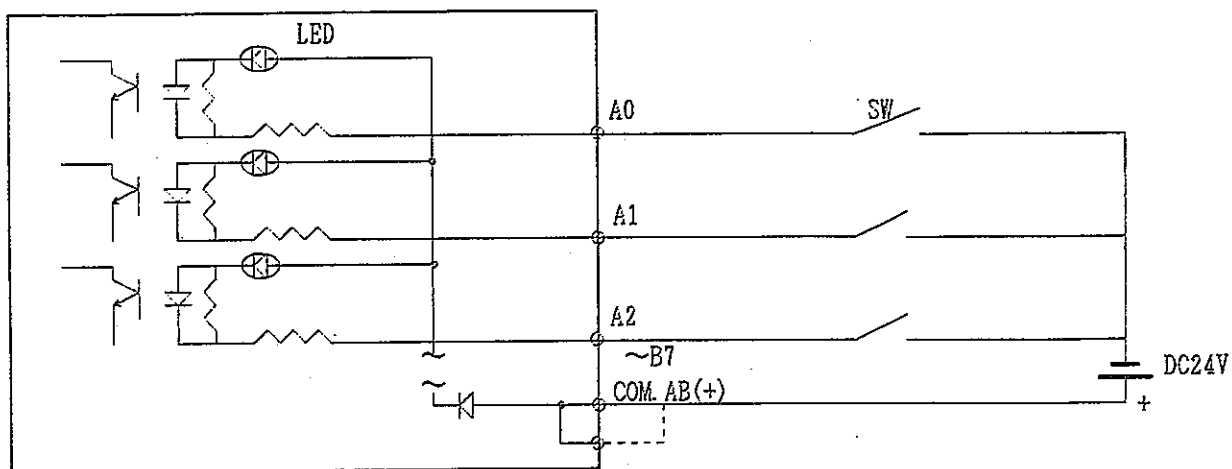 LED
A0
SW
A1
A2
~B7
DC24V
COM. AB(+)
+